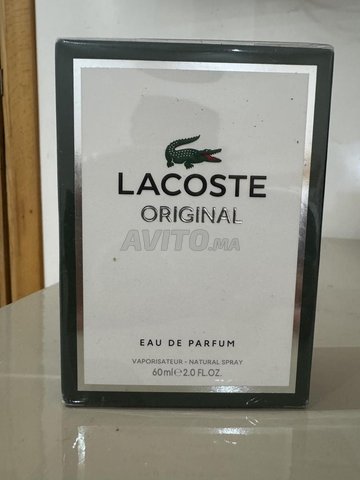 LACOSTE
ORIGINAL
AVITO.ma
EAU DE PARFUM
VAPORISATEUR - NATURAL SPRAY
60ml e 2.0 FL.OZ.